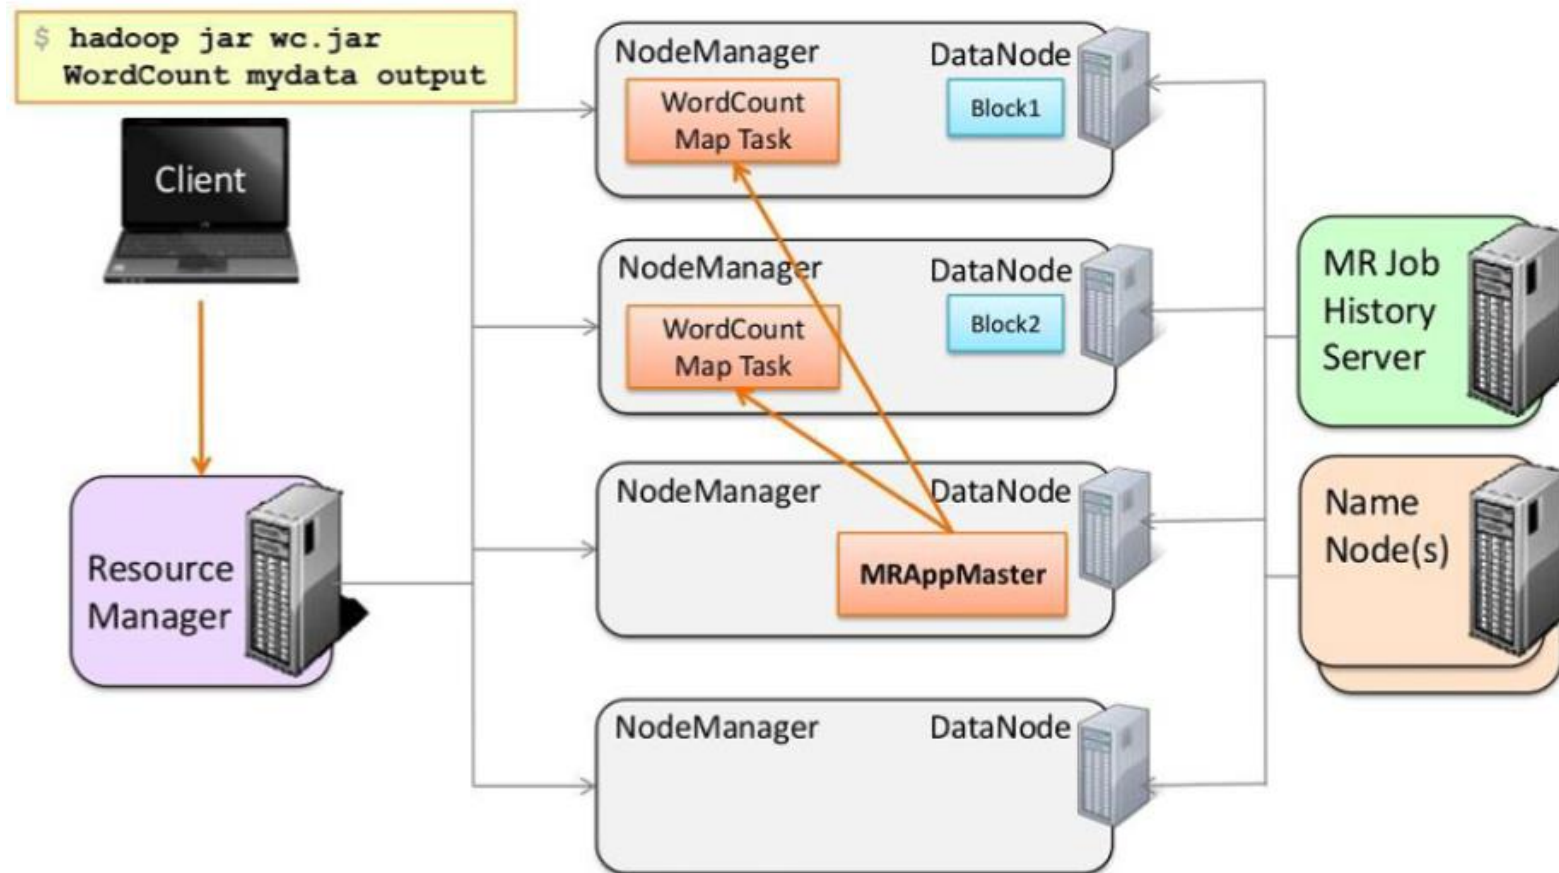 $ hadoop jar wc.jar
WordCount mydata output
Client
Resource
Manager
NodeManager
DataNode
WordCount
Map Task
Block1
NodeManager
DataNode
WordCount
Map Task
Block2
NodeManager
DataNode
MRAppMaster
NodeManager
DataNode
MR Job
History
Server
Name
Node(s)